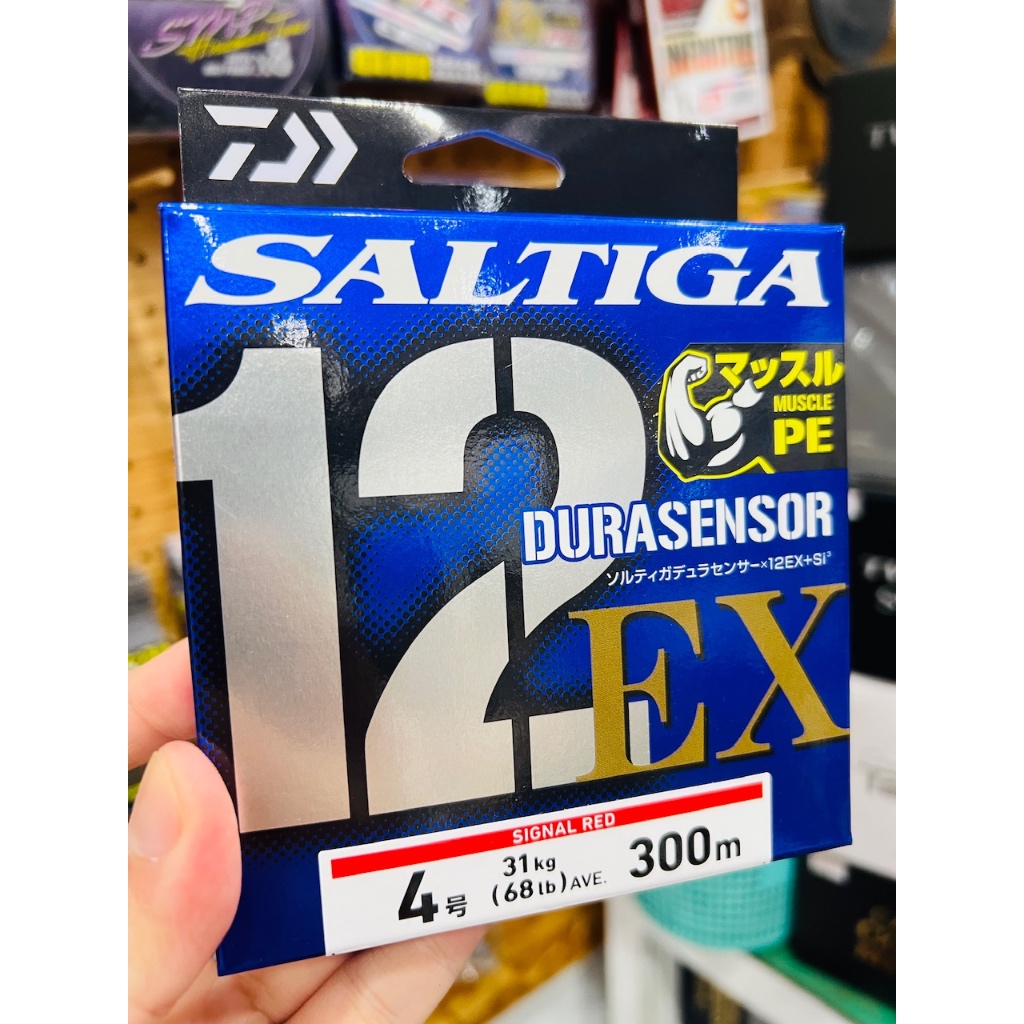 SALTIGA
12
マッスル
MUSCLE
PE
DURASENSOR
ソルティガデュラセンサー×12EX+Si³
EX
SIGNAL RED
4号
31kg
(68lb) AVE.
300m